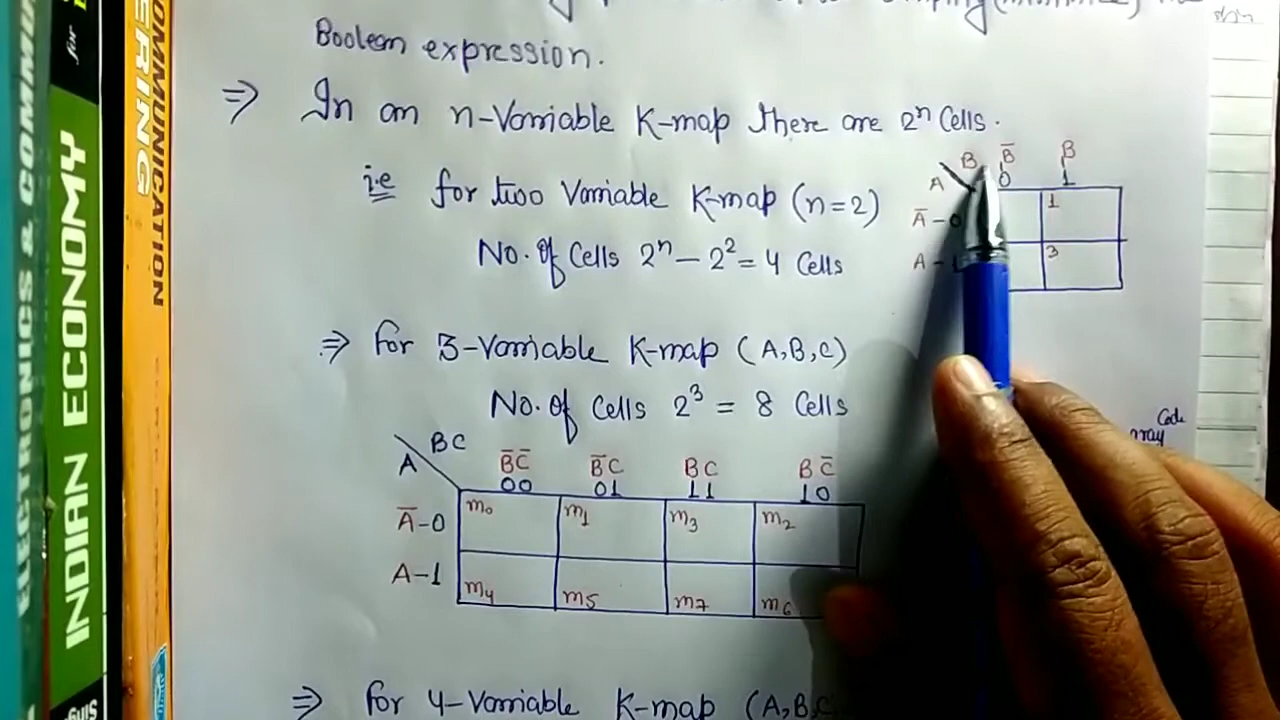 Boolean expression.
⇒ In an n-Variable K-map there are 2ⁿ Cells.
i.e for two Variable K-map (n=2)
No. of Cells 2ⁿ — 2² = 4 Cells
B B̅ B
A 0 1
A̅ - 0 1
A - 1 3
⇒ for 3-Variable K-map (A,B,C)
No. of Cells 2³ = 8 Cells
Code
BC
A B̅C̅ B̅C BC BC̅
00 01 11 10
A̅-0 m₀ m₁ m₃ m₂
A-1 m₄ m₅ m₇ m₆
⇒ for 4-Variable K-map (A,B,C
INDIAN ECONOMY
for
COMMUNICATION
ERING
ELECTRONICS & COMMU